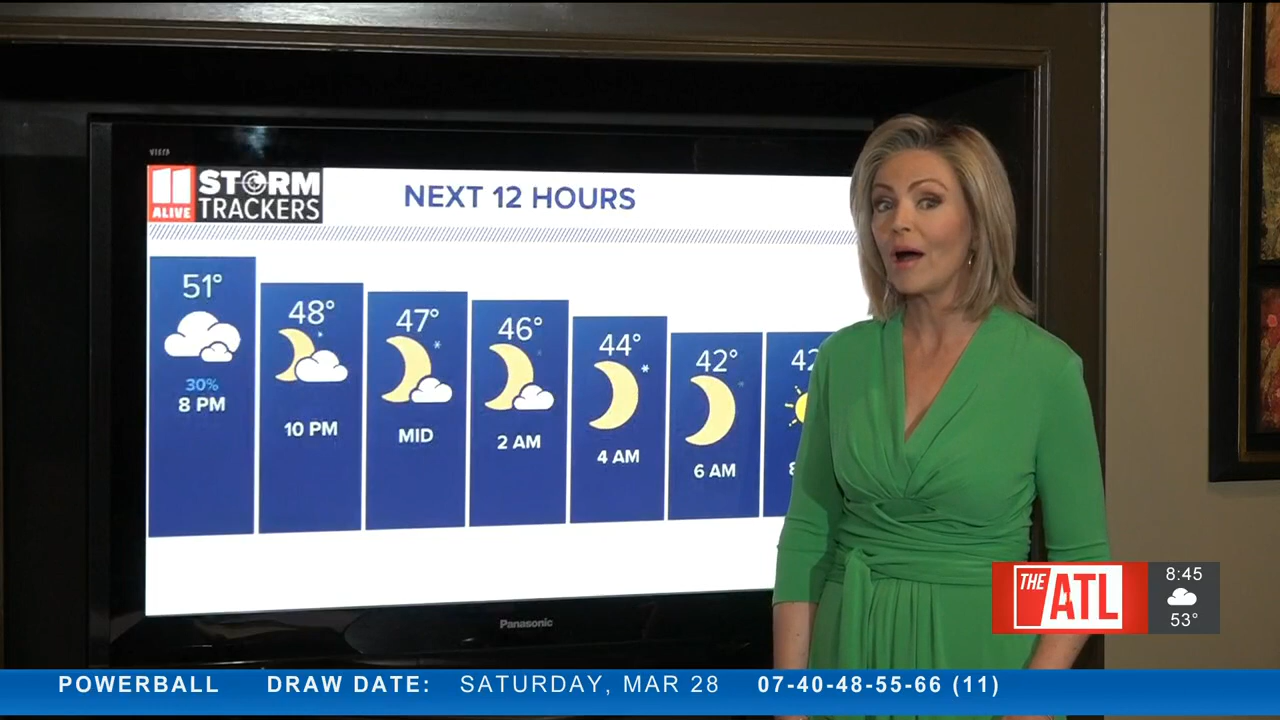 VIERA
11
ALIVE
STORM
TRACKERS
NEXT 12 HOURS
51°
30%
8 PM
48°
10 PM
47°
MID
46°
2 AM
44°
4 AM
42°
6 AM
42
Panasonic
THE ATL
8:45
53°
POWERBALL DRAW DATE: SATURDAY, MAR 28 07-40-48-55-66 (11)